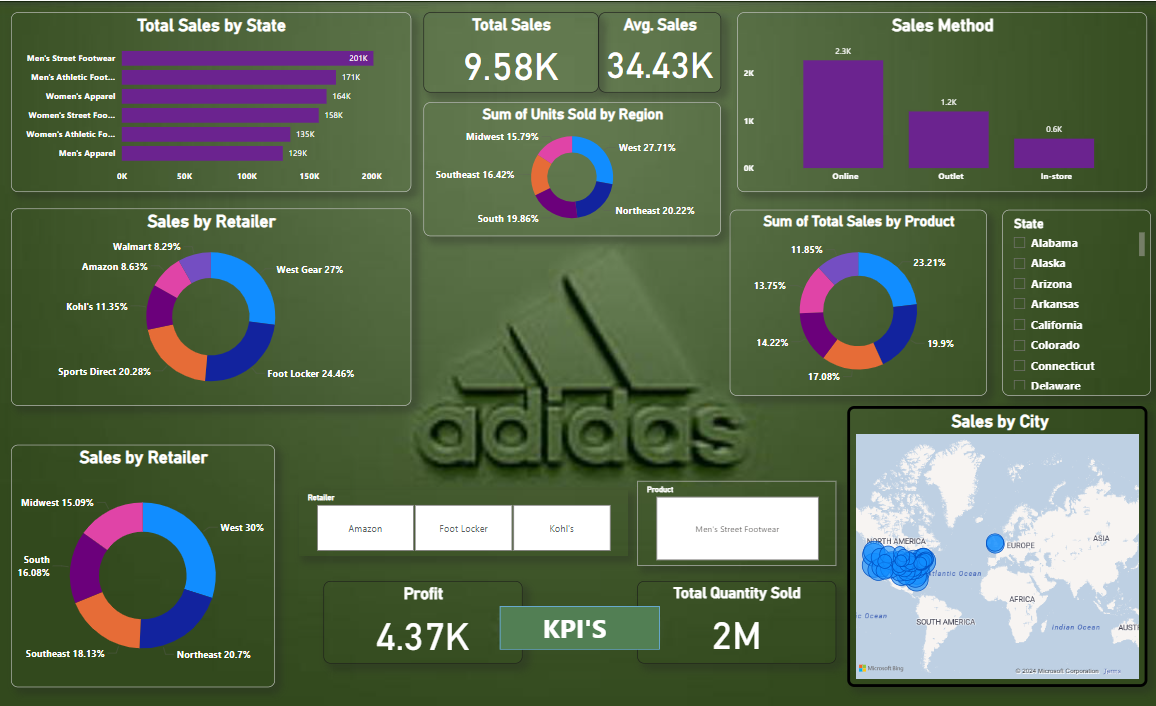 Total Sales by State
Men's Street Footwear
201K
Men's Athletic Foot...
171K
Women's Apparel
164K
Women's Street Foo...
158K
Women's Athletic Fo...
135K
Men's Apparel
129K
0K 50K 100K 150K 200K
Total Sales
9.58K
Avg. Sales
34.43K
Sum of Units Sold by Region
Midwest 15.79%
West 27.71%
Southeast 16.42%
South 19.86%
Northeast 20.22%
Sales Method
2.3K
2K
1.2K
1K
0.6K
0K
Online Outlet In-store
Sales by Retailer
Walmart 8.29%
Amazon 8.63%
West Gear 27%
Kohl's 11.35%
Sports Direct 20.28%
Foot Locker 24.46%
Sum of Total Sales by Product
11.85%
23.21%
13.75%
14.22%
19.9%
17.08%
State
Alabama
Alaska
Arizona
Arkansas
California
Colorado
Connecticut
Delaware
adidas
Sales by Retailer
Midwest 15.09%
West 30%
South
16.08%
Southeast 18.13%
Northeast 20.7%
Retailer
Amazon
Foot Locker
Kohl's
Product
Men's Street Footwear
Profit
4.37K
KPI'S
Total Quantity Sold
2M
Sales by City
NORTH AMERICA
EUROPE
ASIA
Atlantic Ocean
AFRICA
ic Ocean
SOUTH AMERICA
Indian Ocean
AUST
Microsoft Bing
© 2024 Microsoft Corporation Terms